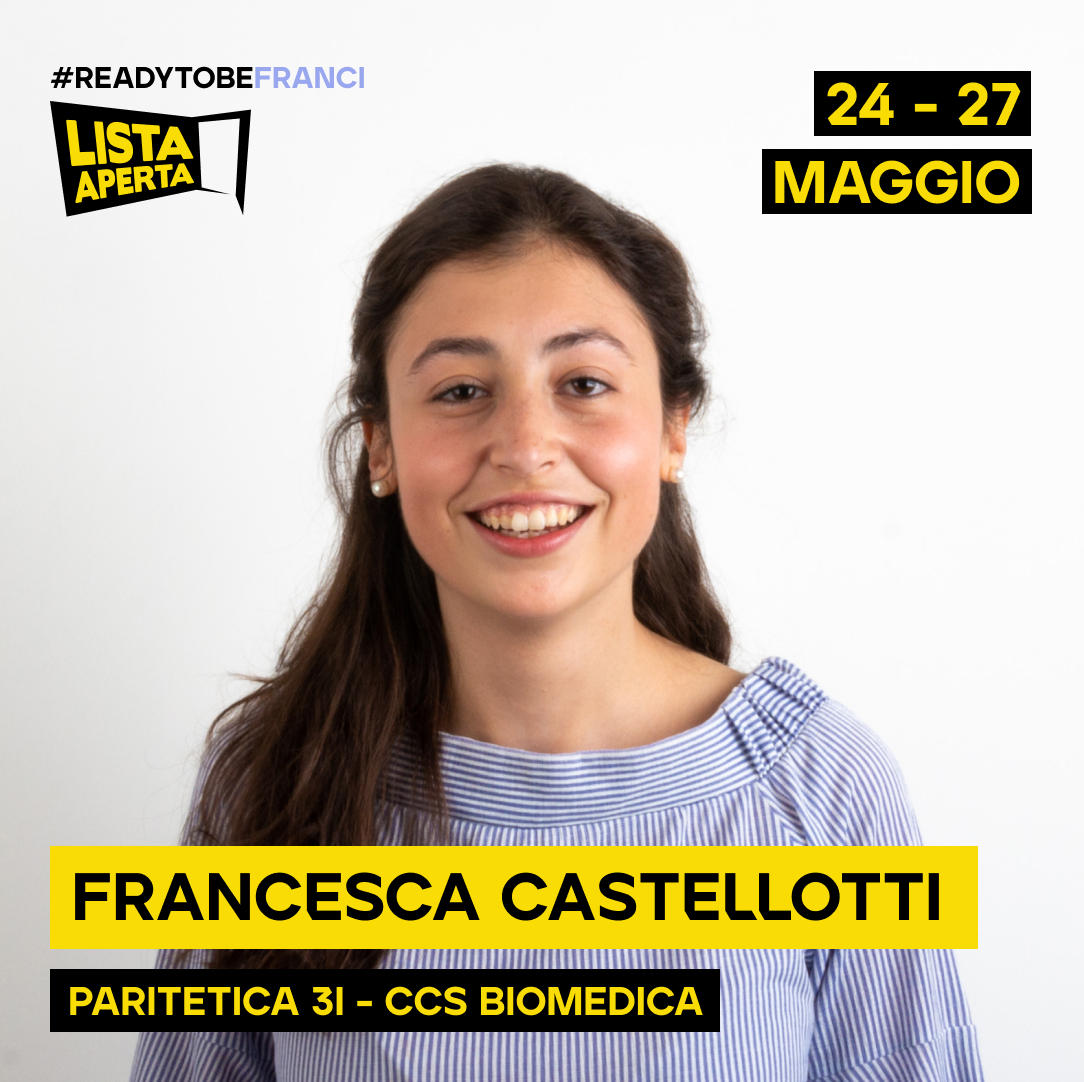 #READYTOBEFRANCI
LISTA
APERTA
24 - 27
MAGGIO
FRANCESCA CASTELLOTTI
PARITETICA 3I - CCS BIOMEDICA